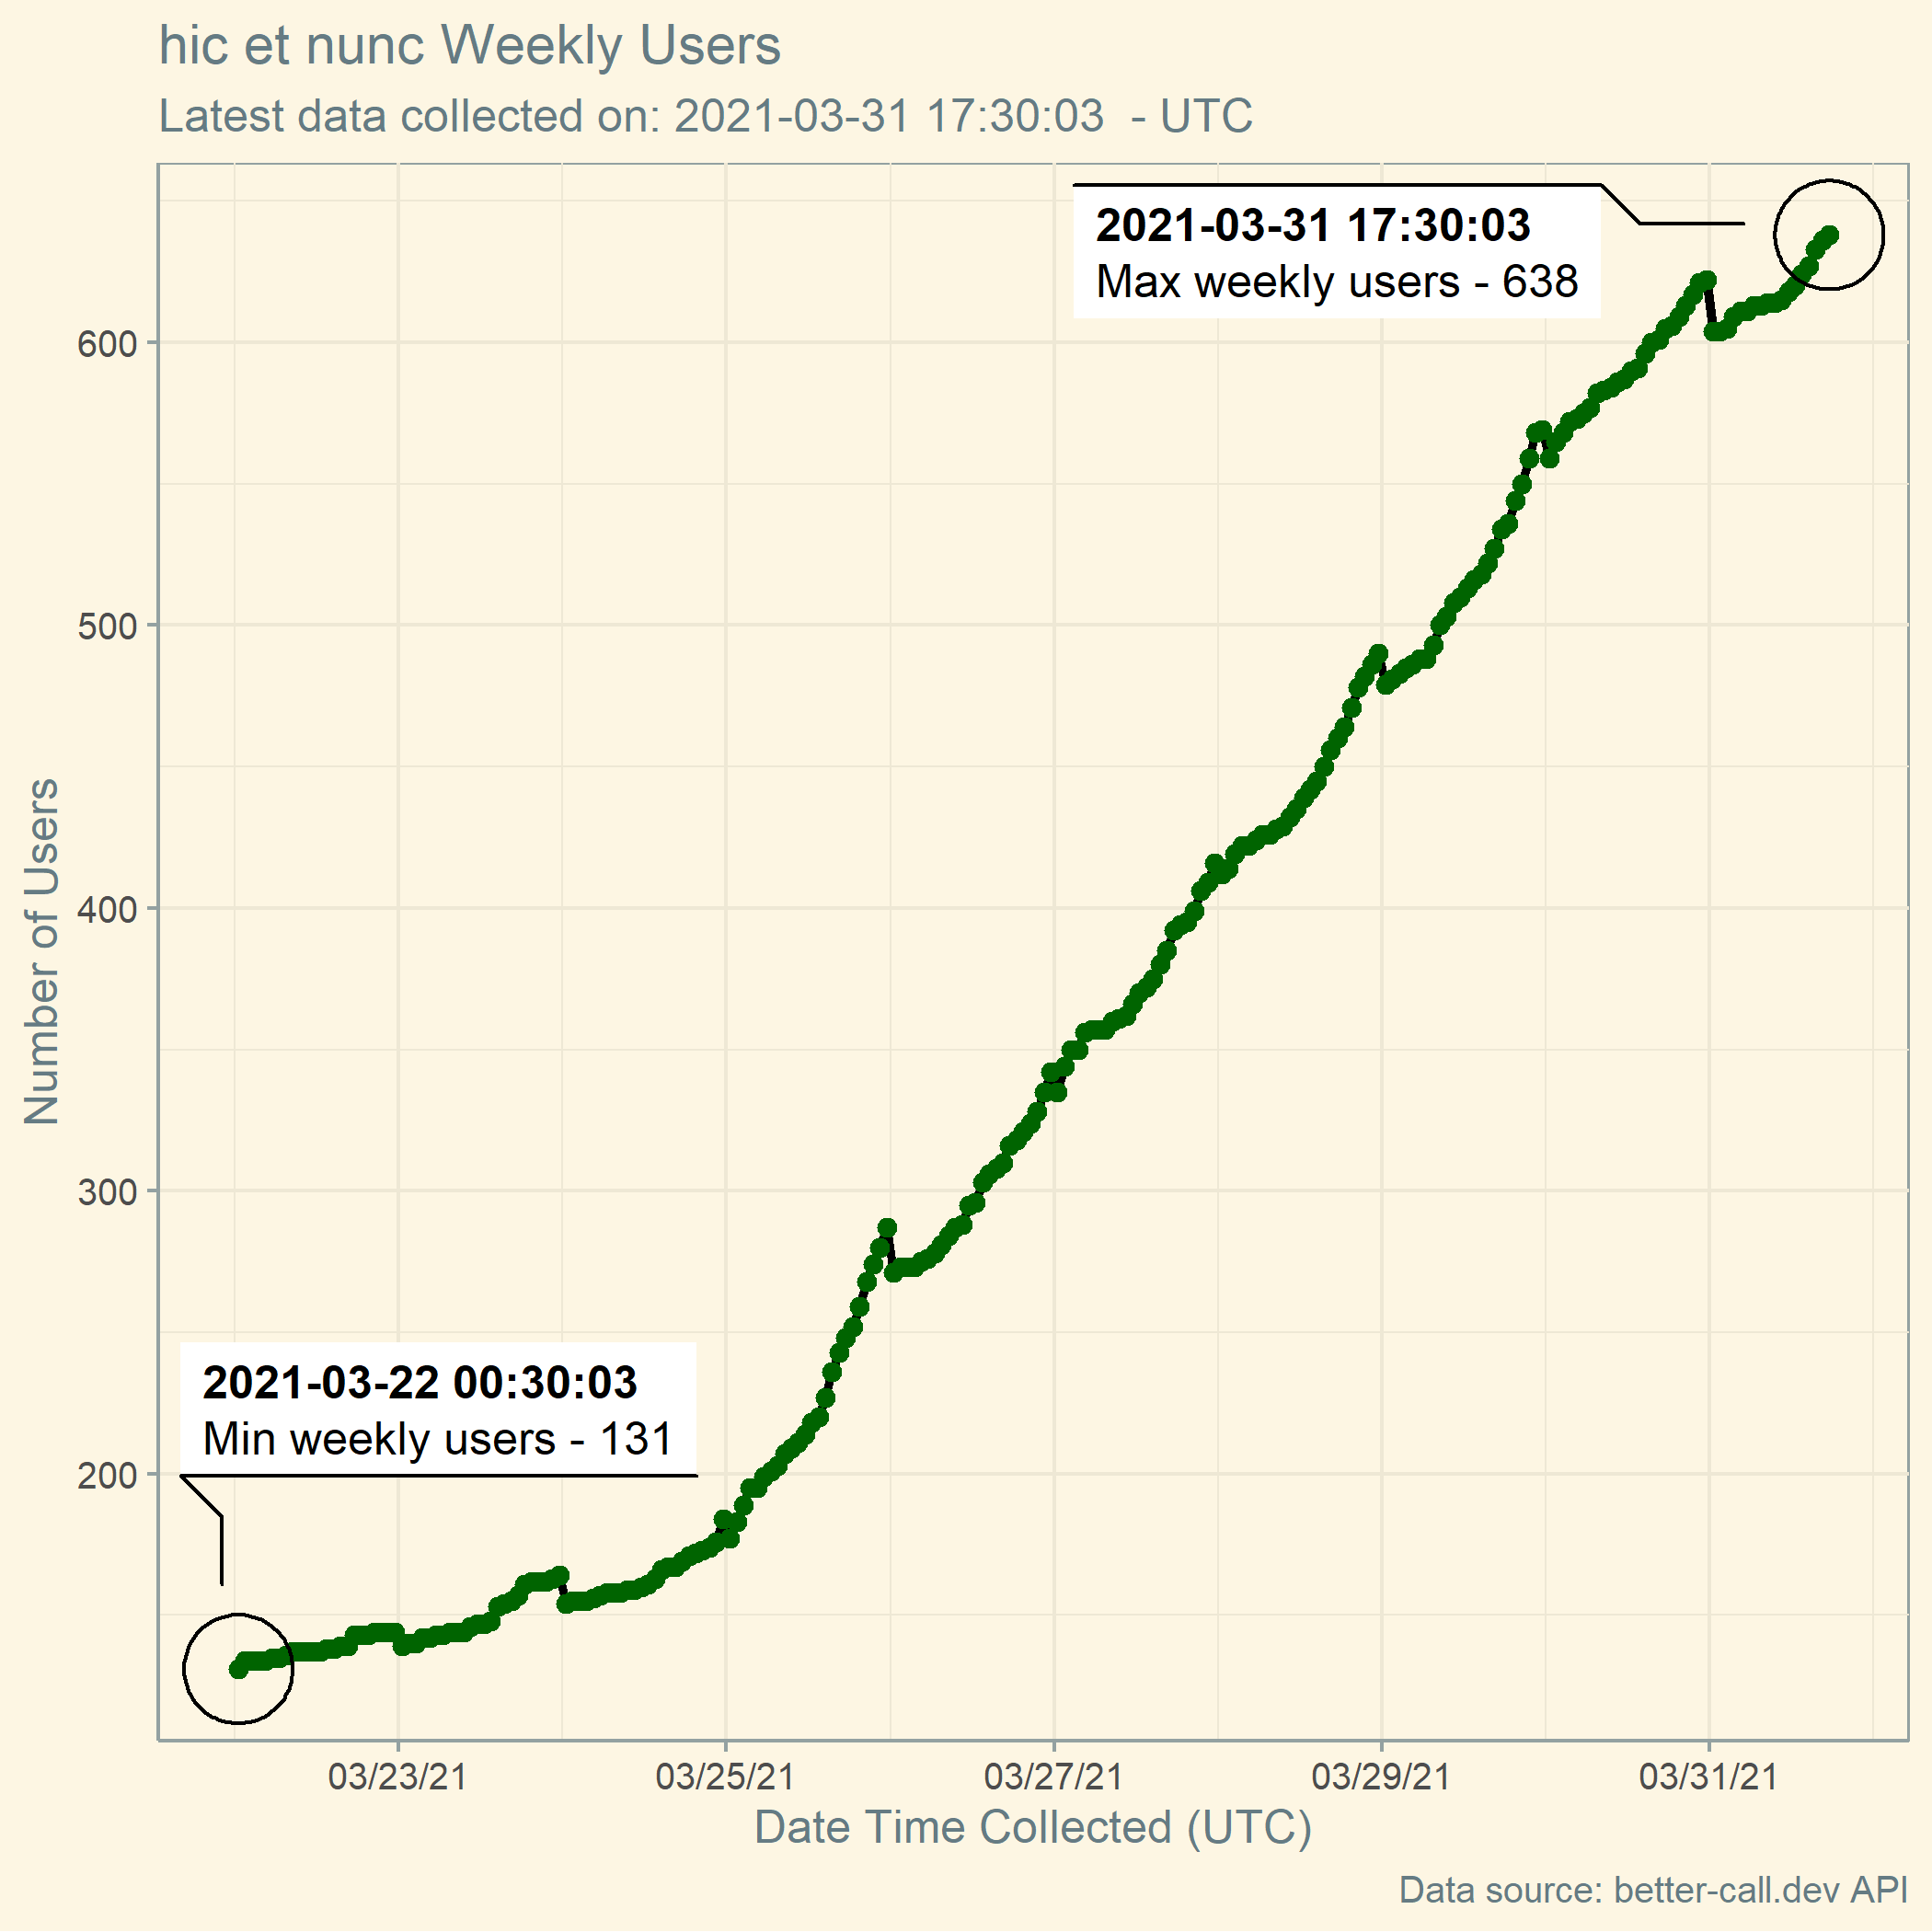 hic et nunc Weekly Users
Latest data collected on: 2021-03-31 17:30:03  - UTC
2021-03-31 17:30:03
Max weekly users - 638
600
500
400
300
200
Number of Users
2021-03-22 00:30:03
Min weekly users - 131
03/23/21
03/25/21
03/27/21
03/29/21
03/31/21
Date Time Collected (UTC)
Data source: better-call.dev API